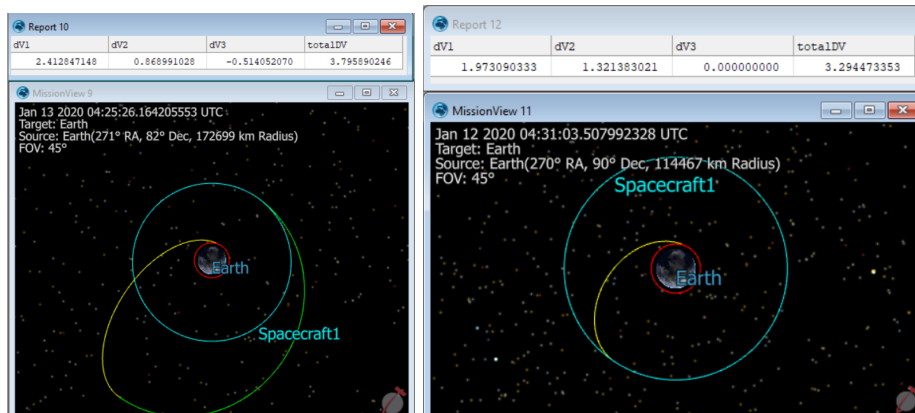 Report 10
dV1 dV2 dV3 totalDV
2.412847148 0.868991028 -0.514052070 3.795890246
MissionView 9
Jan 13 2020 04:25:26.164205553 UTC
Target: Earth
Source: Earth(271° RA, 82° Dec, 172699 km Radius)
FOV: 45°
Earth
Spacecraft1
Report 12
dV1 dV2 dV3 totalDV
1.973090333 1.321383021 0.000000000 3.294473353
MissionView 11
Jan 12 2020 04:31:03.507992328 UTC
Target: Earth
Source: Earth(270° RA, 90° Dec, 114467 km Radius)
FOV: 45°
Spacecraft1
Earth